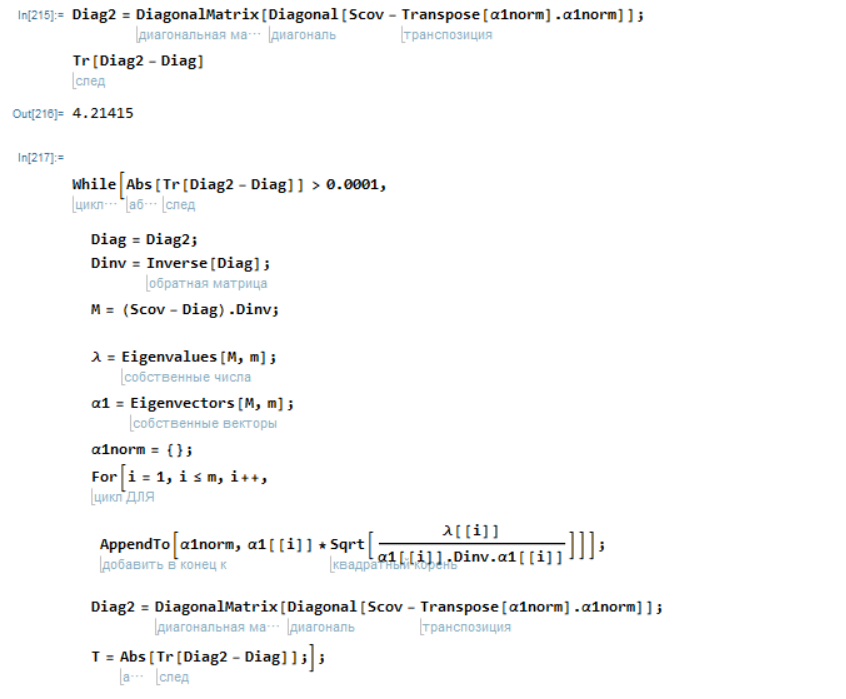 In[215]:= Diag2 = DiagonalMatrix[Diagonal[Scov - Transpose[α1norm].α1norm]];
диагональная ма⋯ диагональ транспозиция
Tr[Diag2 - Diag]
след
Out[216]= 4.21415
In[217]:=
While[Abs[Tr[Diag2 - Diag]] > 0.0001,
цикл⋯ аб⋯ след
Diag = Diag2;
Dinv = Inverse[Diag];
обратная матрица
M = (Scov - Diag).Dinv;
λ = Eigenvalues[M, m];
собственные числа
α1 = Eigenvectors[M, m];
собственные векторы
α1norm = {};
For[i = 1, i ≤ m, i++,
цикл ДЛЯ
λ[[i]]
AppendTo[α1norm, α1[[i]] * Sqrt[ ]]];
α1[[i]].Dinv.α1[[i]]
добавить в конец к квадратный корень
Diag2 = DiagonalMatrix[Diagonal[Scov - Transpose[α1norm].α1norm]];
диагональная ма⋯ диагональ транспозиция
T = Abs[Tr[Diag2 - Diag]];];
а⋯ след